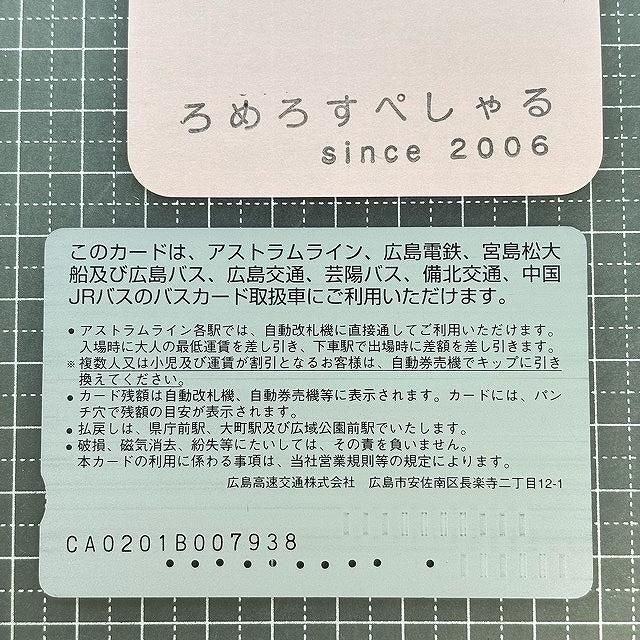 ろめろすぺしゃる
since 2006
このカードは、アストラムライン、広島電鉄、宮島松大
船及び広島バス、広島交通、芸陽バス、備北交通、中国
JRバスのバスカード取扱車にご利用いただけます。
● アストラムライン各駅では、自動改札機に直接通してご利用いただけます。
入場時に大人の最低運賃を差し引き、下車駅で出場時に差額を差し引きます。
※ 複数人又は小児及び運賃が割引となるお客様は、自動券売機でキップに引き
換えてください。
● カード残額は自動改札機、自動券売機等に表示されます。カードには、パン
チ穴で残額の目安が表示されます。
● 払戻しは、県庁前駅、大町駅及び広域公園前駅でいたします。
● 破損、磁気消去、紛失等にたいしては、その責を負いません。
本カードの利用に係わる事項は、当社営業規則等の規定によります。
広島高速交通株式会社 広島市安佐南区長楽寺二丁目12-1
CA0201B007938